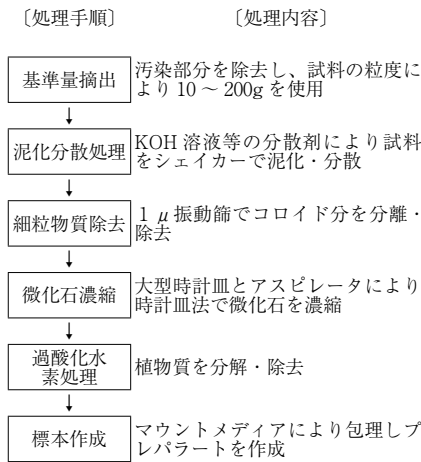 〔処理手順〕 〔処理内容〕
基準量摘出
汚染部分を除去し、試料の粒度に
より 10 ～ 200g を使用
泥化分散処理
KOH 溶液等の分散剤により試料
をシェイカーで泥化・分散
細粒物質除去
１ μ 振動篩でコロイド分を分離・
除去
微化石濃縮
大型時計皿とアスピレータにより
時計皿法で微化石を濃縮
過酸化水
素処理
植物質を分解・除去
標本作成
マウントメディアにより包理しプ
レパラートを作成